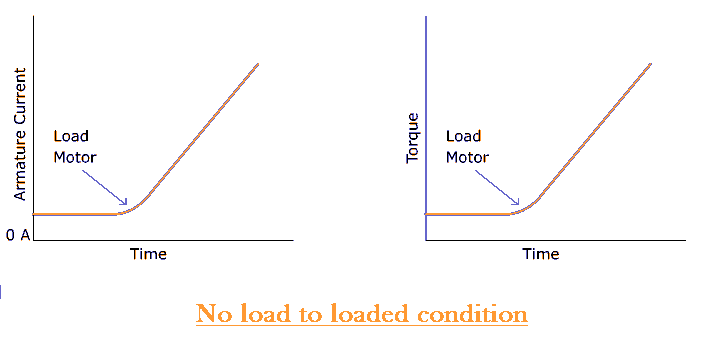 Armature Current
Load
Motor
0 A
Time
Torque
Load
Motor
Time
No load to loaded condition